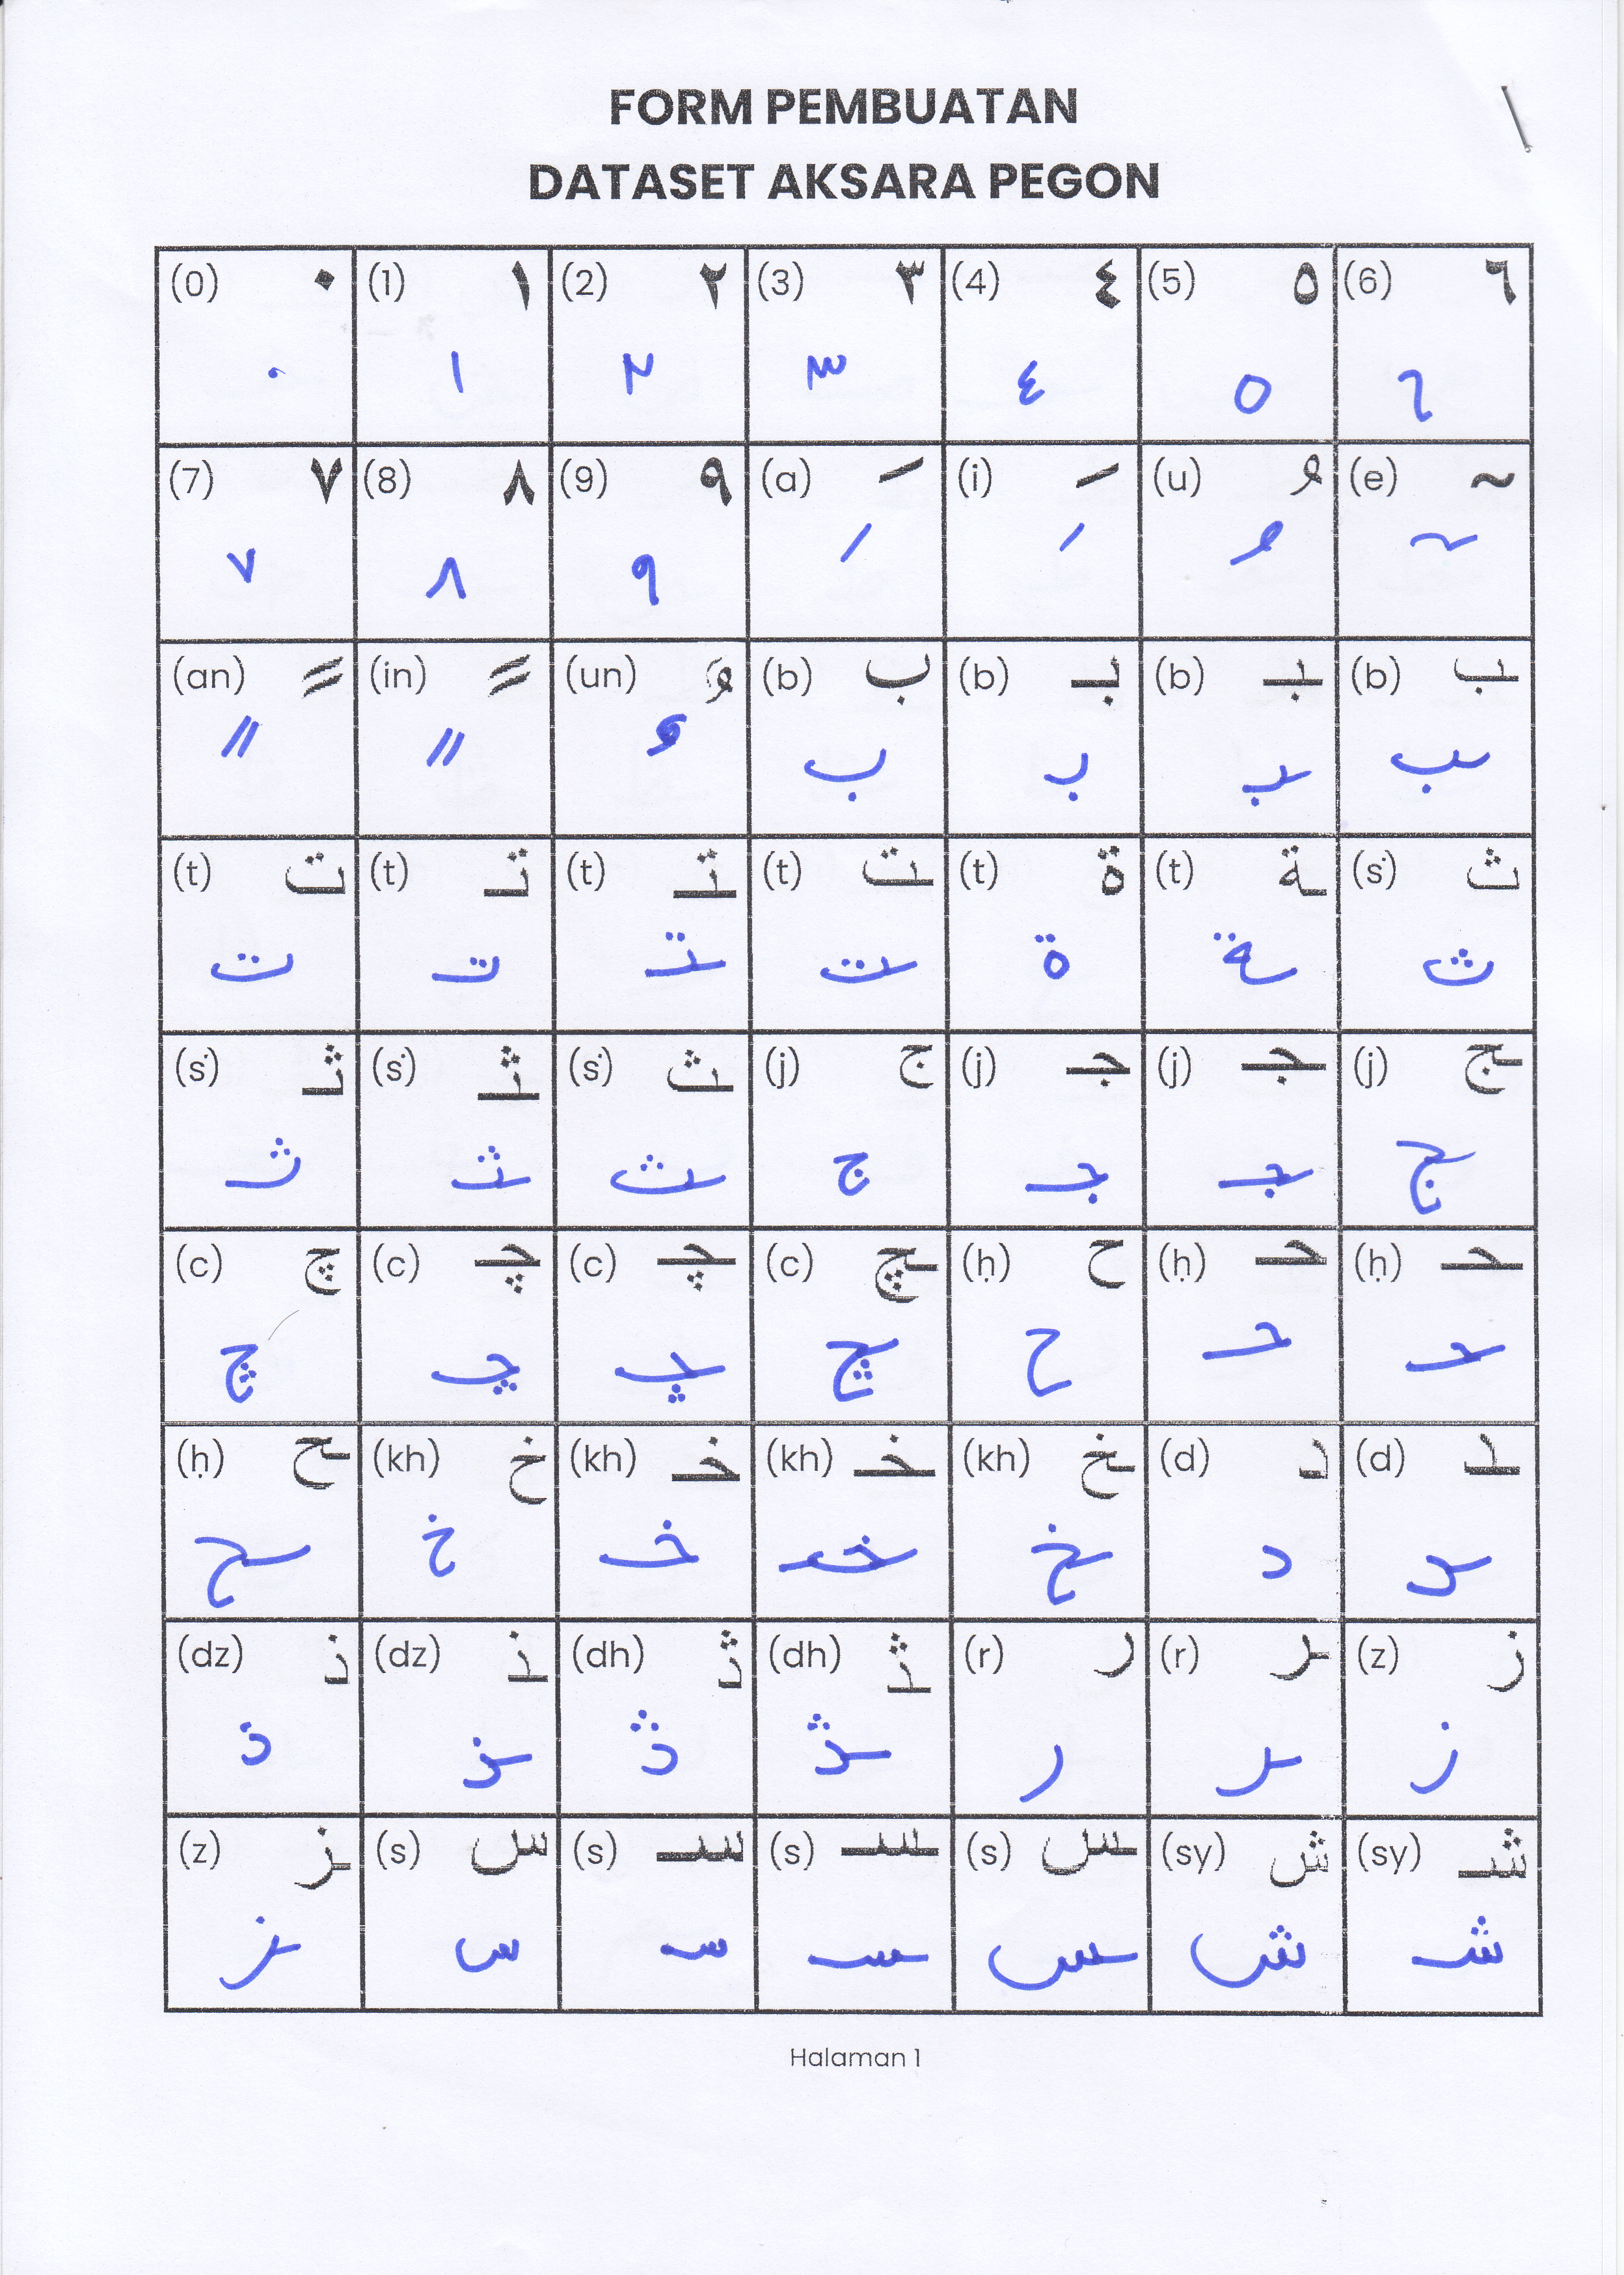 FORM PEMBUATAN
DATASET AKSARA PEGON
(0) ٠ (1) ١ (2) ٢ (3) ٣ (4) ٤ (5) ٥ (6) ٦
٠ ١ ٢ ٣ ٤ ٥ ٦
(7) ٧ (8) ٨ (9) ٩ (a) ـَ (i) ـِ (u) ـُ (e) ـٓ
٧ ٨ ٩ ـَ ـِ ـُ ـٓ
(an) ـً (in) ـٍ (un) ـٌ (b) ب (b) بـ (b) ـبـ (b) ـب
ـً ـٍ ـٌ ب بـ ـبـ ـب
(t) ت (t) تـ (t) ـتـ (t) ـت (t) ة (t) ـة (ṡ) ث
ت تـ ـتـ ـت ة ـة ث
(ṡ) ثـ (ṡ) ـثـ (ṡ) ـث (j) ج (j) جـ (j) ـجـ (j) ـج
ثـ ـثـ ـث ج جـ ـجـ ـج
(c) چ (c) چـ (c) ـچـ (c) ـچ (ḥ) ح (ḥ) حـ (ḥ) ـحـ
چ چـ ـچـ ـچ ح حـ ـحـ
(ḥ) ـح (kh) خ (kh) خـ (kh) ـخـ (kh) ـخ (d) د (d) ـد
ـح خ خـ ـخـ ـخ د ـد
(dz) ذ (dz) ـذ (dh) ڎ (dh) ـڎ (r) ر (r) ـر (z) ز
ذ ـذ ڎ ـڎ ر ـر ز
(z) ـز (s) س (s) سـ (s) ـسـ (s) ـس (sy) ش (sy) شـ
ـز س سـ ـسـ ـس ش شـ
Halaman 1